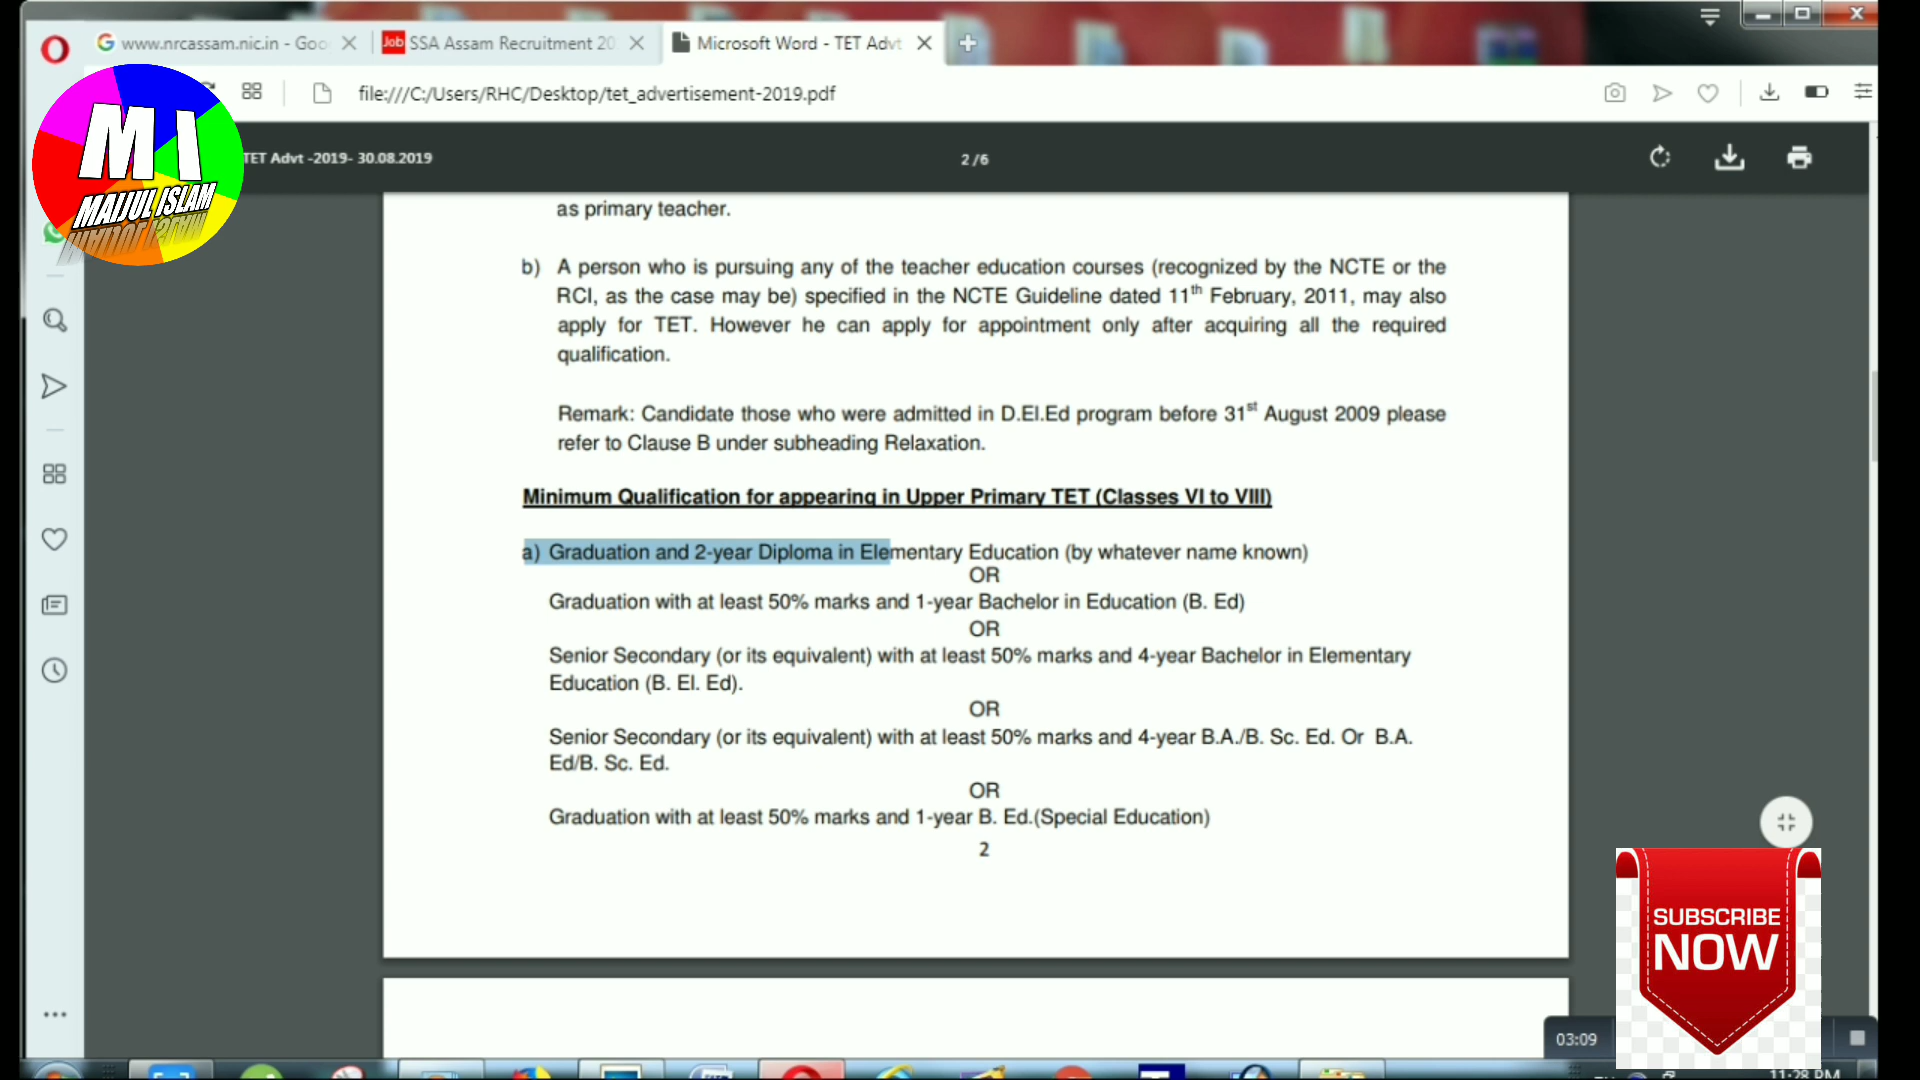 www.nrcassam.nic.in - Goo
Job SSA Assam Recruitment 20
Microsoft Word - TET Advt
file:///C:/Users/RHC/Desktop/tet_advertisement-2019.pdf
MI
MAIJUL ISLAM
TET Advt -2019- 30.08.2019
2 / 6
as primary teacher.
b) A person who is pursuing any of the teacher education courses (recognized by the NCTE or the
RCI, as the case may be) specified in the NCTE Guideline dated 11th February, 2011, may also
apply for TET. However he can apply for appointment only after acquiring all the required
qualification.
Remark: Candidate those who were admitted in D.El.Ed program before 31st August 2009 please
refer to Clause B under subheading Relaxation.
Minimum Qualification for appearing in Upper Primary TET (Classes VI to VIII)
a) Graduation and 2-year Diploma in Elementary Education (by whatever name known)
OR
Graduation with at least 50% marks and 1-year Bachelor in Education (B. Ed)
OR
Senior Secondary (or its equivalent) with at least 50% marks and 4-year Bachelor in Elementary
Education (B. El. Ed).
OR
Senior Secondary (or its equivalent) with at least 50% marks and 4-year B.A./B. Sc. Ed. Or B.A.
Ed/B. Sc. Ed.
OR
Graduation with at least 50% marks and 1-year B. Ed.(Special Education)
2
SUBSCRIBE
NOW
03:09
11:28 PM